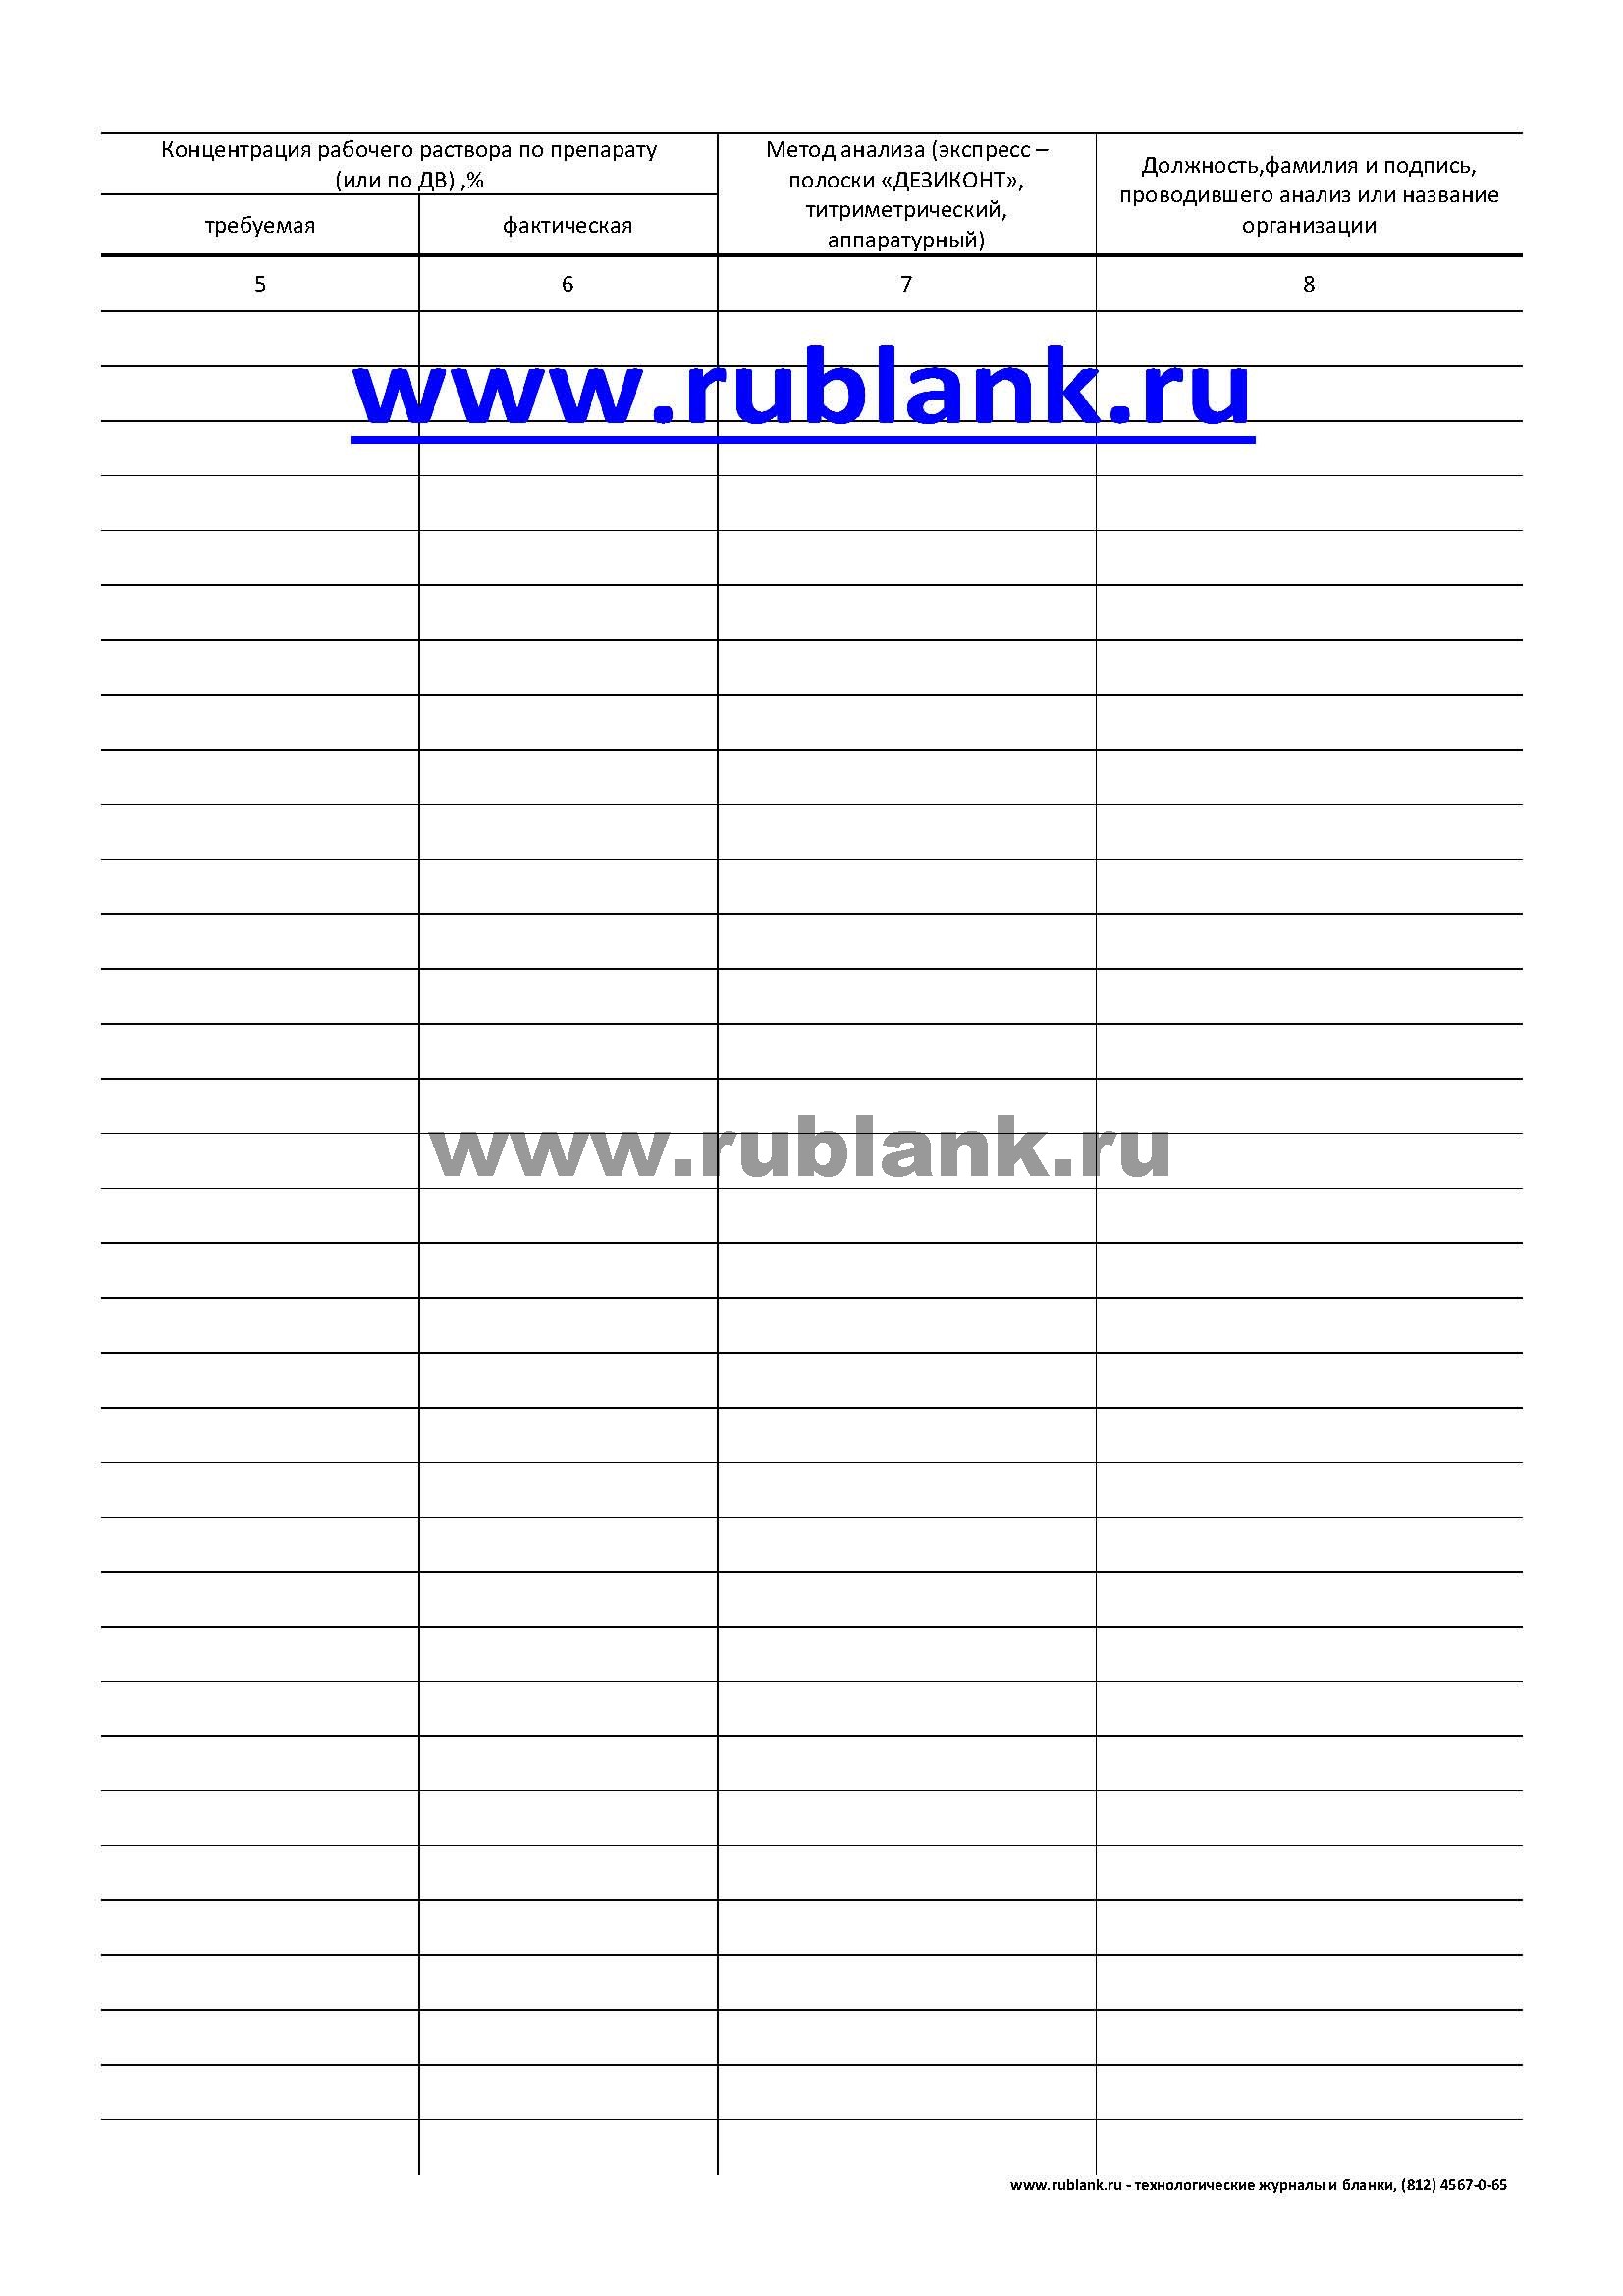 Концентрация рабочего раствора по препарату
(или по ДВ) ,%
требуемая
фактическая
Метод анализа (экспресс –
полоски «ДЕЗИКОНТ»,
титриметрический,
аппаратурный)
Должность,фамилия и подпись,
проводившего анализ или название
организации
5 6 7 8
www.rublank.ru
www.rublank.ru
www.rublank.ru - технологические журналы и бланки, (812) 4567-0-65